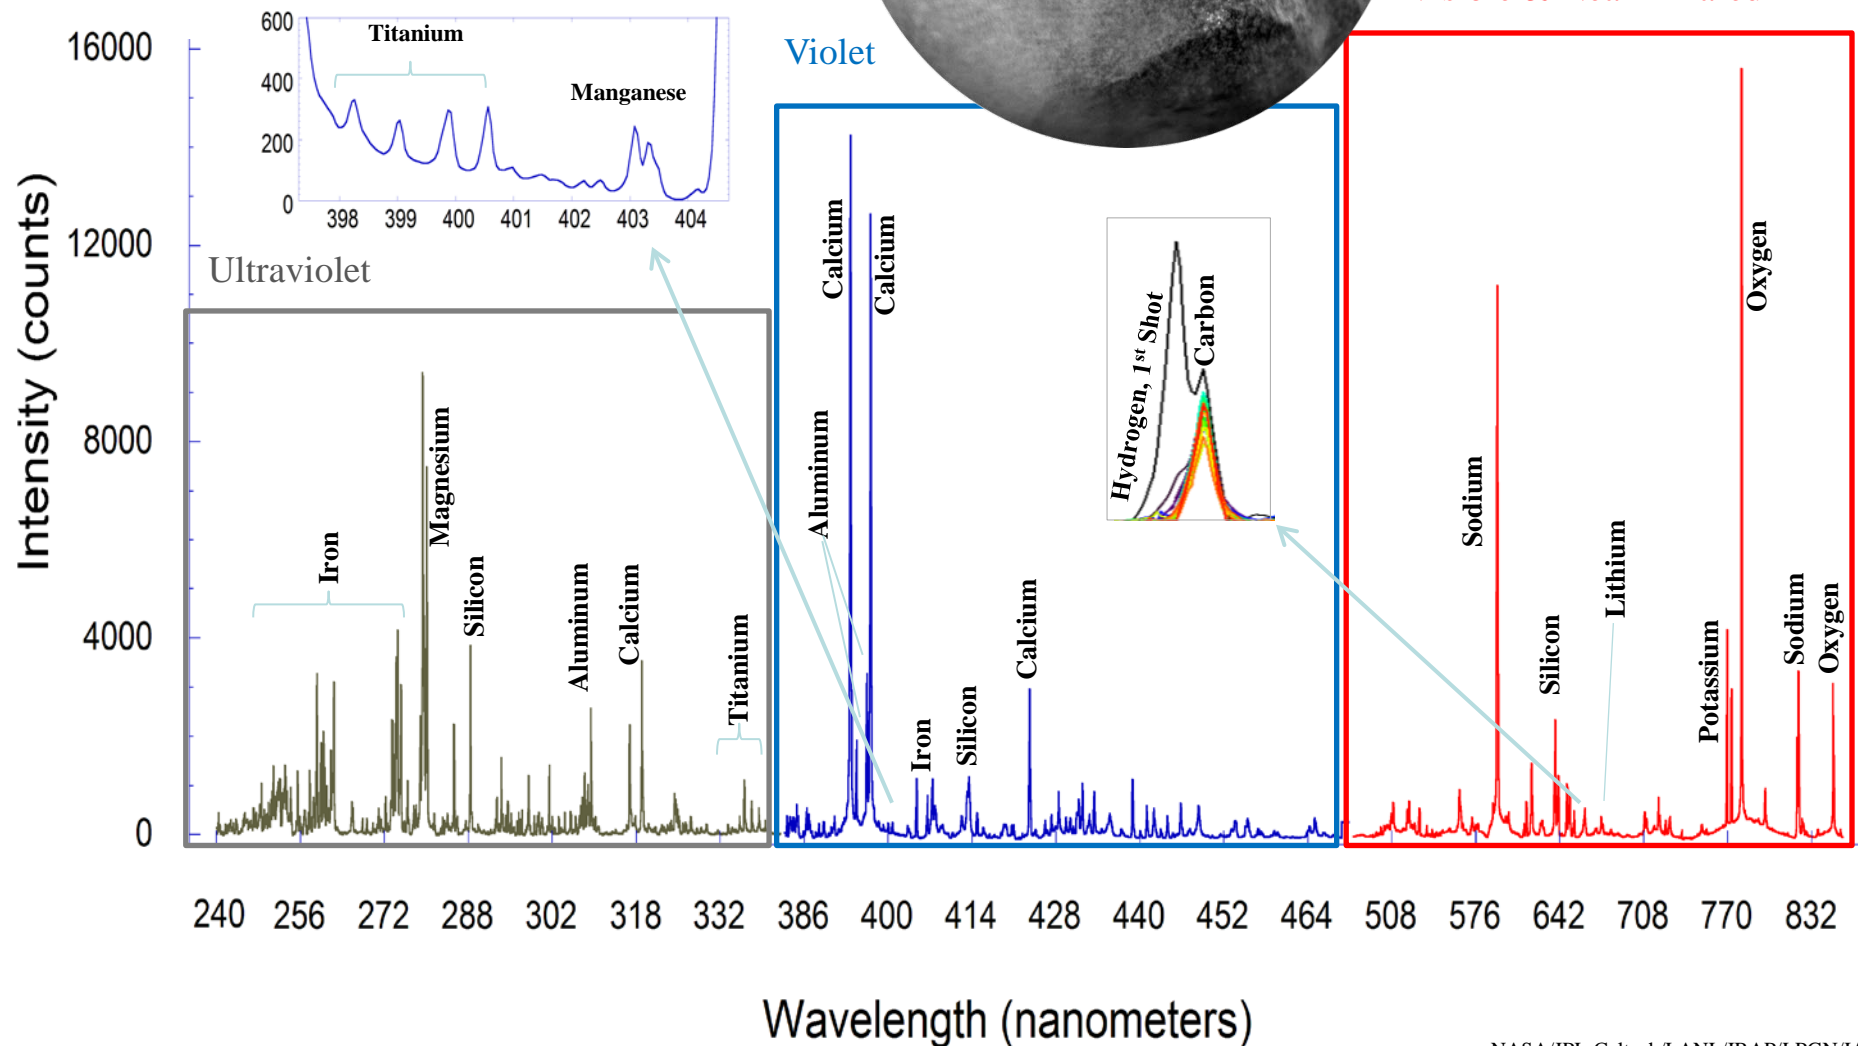 600
400
200
0
398 399 400 401 402 403 404
Titanium
Manganese
Violet
Ultraviolet
16000
12000
8000
4000
0
Intensity (counts)
Iron
Magnesium
Silicon
Aluminum
Calcium
Titanium
Aluminum
Calcium
Calcium
Iron
Silicon
Calcium
Hydrogen, 1st Shot
Carbon
Sodium
Silicon
Lithium
Potassium
Oxygen
Sodium
Oxygen
240 256 272 288 302 318 332 386 400 414 428 440 452 464 508 576 642 708 770 832
Wavelength (nanometers)